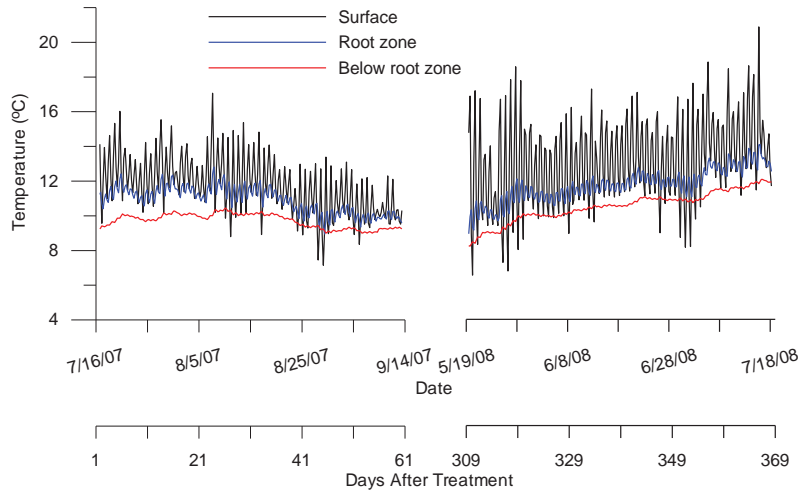 Surface
Root zone
Below root zone
Temperature (ºC)
20
16
12
8
4
7/16/07 8/5/07 8/25/07 9/14/07 5/19/08 6/8/08 6/28/08 7/18/08
Date
1 21 41 61 309 329 349 369
Days After Treatment